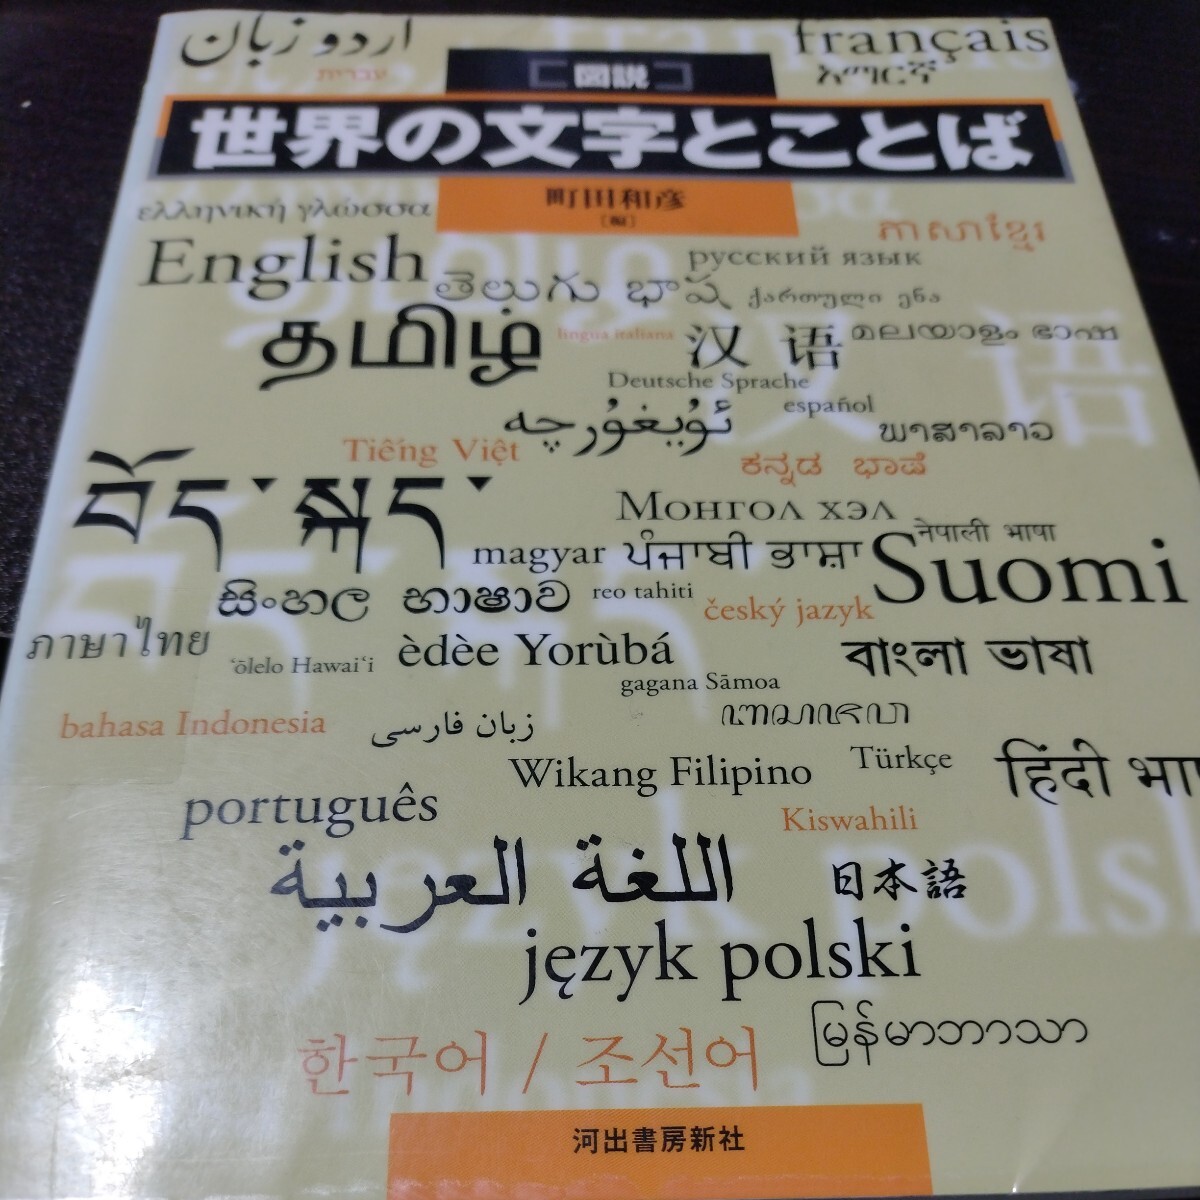 اردو زبان
français
עברית
[図説]
አማርኛ
世界の文字とことば
町田和彦
[編]
ελληνική γλώσσα
ភាសាខ្មែរ
English
русский язык
తెలుగు భాష
ქართული ენა
தமிழ்
lingua italiana
汉语
മലയാളം ഭാഷ
Deutsche Sprache
español
ئۇيغۇرچە
ພາສາລາວ
Tiếng Việt
ಕನ್ನಡ ಭಾಷೆ
བོད་སྐད་
Монгол хэл
नेपाली भाषा
magyar
ਪੰਜਾਬੀ ਭਾਸ਼ਾ
Suomi
සිංහල භාෂාව
reo tahiti
český jazyk
ภาษาไทย
ʻōlelo Hawaiʻi
èdèe Yorùbá
বাংলা ভাষা
gagana Sāmoa
bahasa Indonesia
زبان فارسی
Wikang Filipino
Türkçe
हिंदी भा
português
Kiswahili
اللغة العربية
日本語
język polski
한국어 / 조선어
မြန်မာဘာသာ
河出書房新社